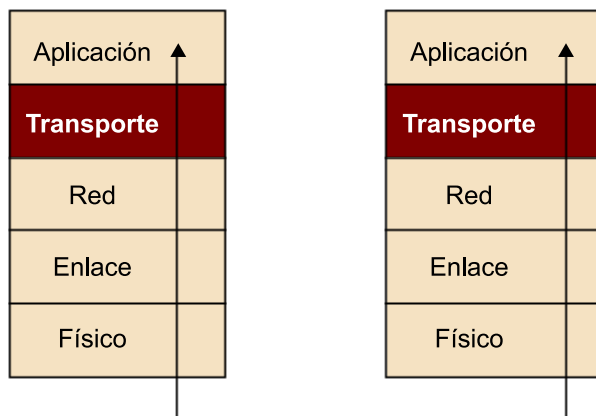 Aplicación
Transporte
Red
Enlace
Físico
Aplicación
Transporte
Red
Enlace
Físico